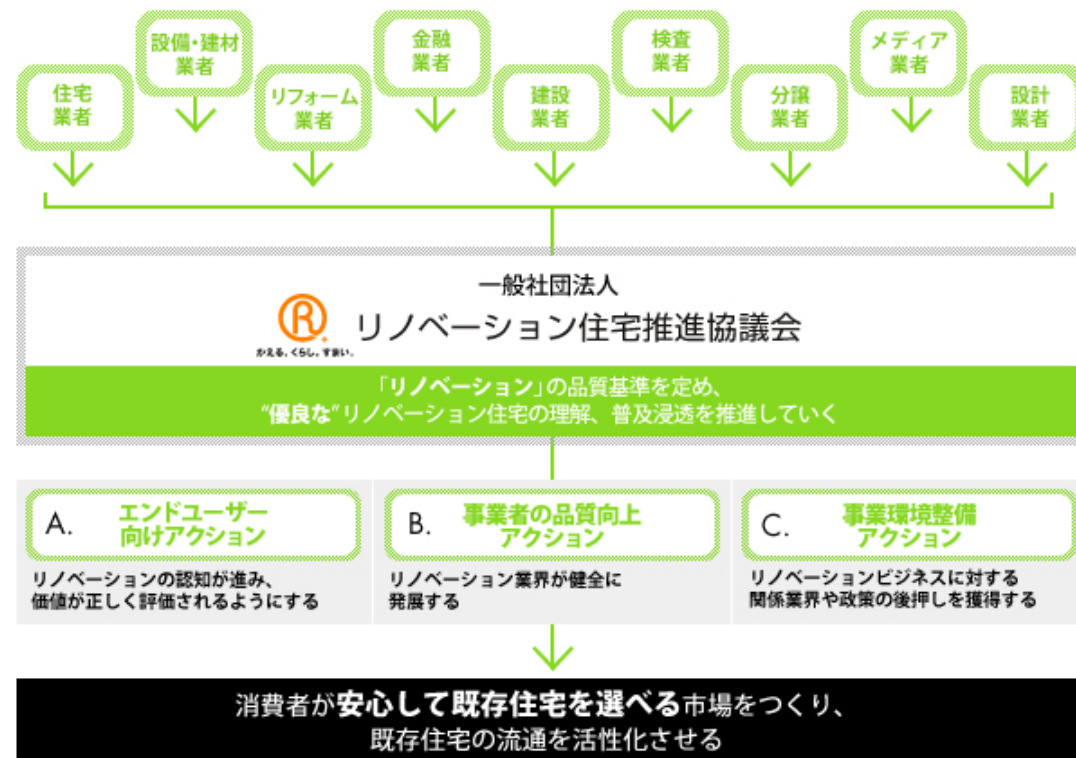 住宅
業者
設備・建材
業者
リフォーム
業者
金融
業者
建設
業者
検査
業者
分譲
業者
メディア
業者
設計
業者
一般社団法人
R
リノベーション住宅推進協議会
かえる。くらし。すまい。
「リノベーション」の品質基準を定め、
“優良な”リノベーション住宅の理解、普及浸透を推進していく
A.
エンドユーザー
向けアクション
リノベーションの認知が進み、
価値が正しく評価されるようにする
B.
事業者の品質向上
アクション
リノベーション業界が健全に
発展する
C.
事業環境整備
アクション
リノベーションビジネスに対する
関係業界や政策の後押しを獲得する
消費者が安心して既存住宅を選べる市場をつくり、
既存住宅の流通を活性化させる